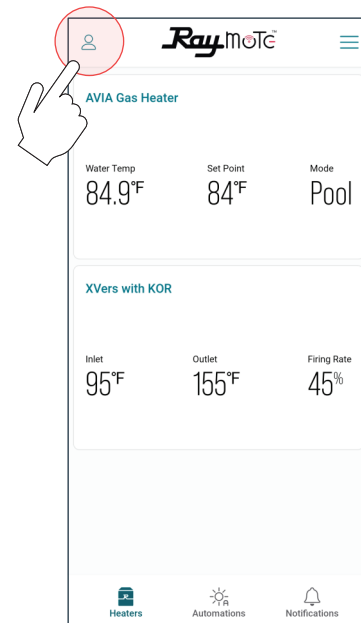 Raymote™
AVIA Gas Heater
Water Temp Set Point Mode
84.9°F 84°F Pool
XVers with KOR
Inlet Outlet Firing Rate
95°F 155°F 45%
Heaters Automations Notifications